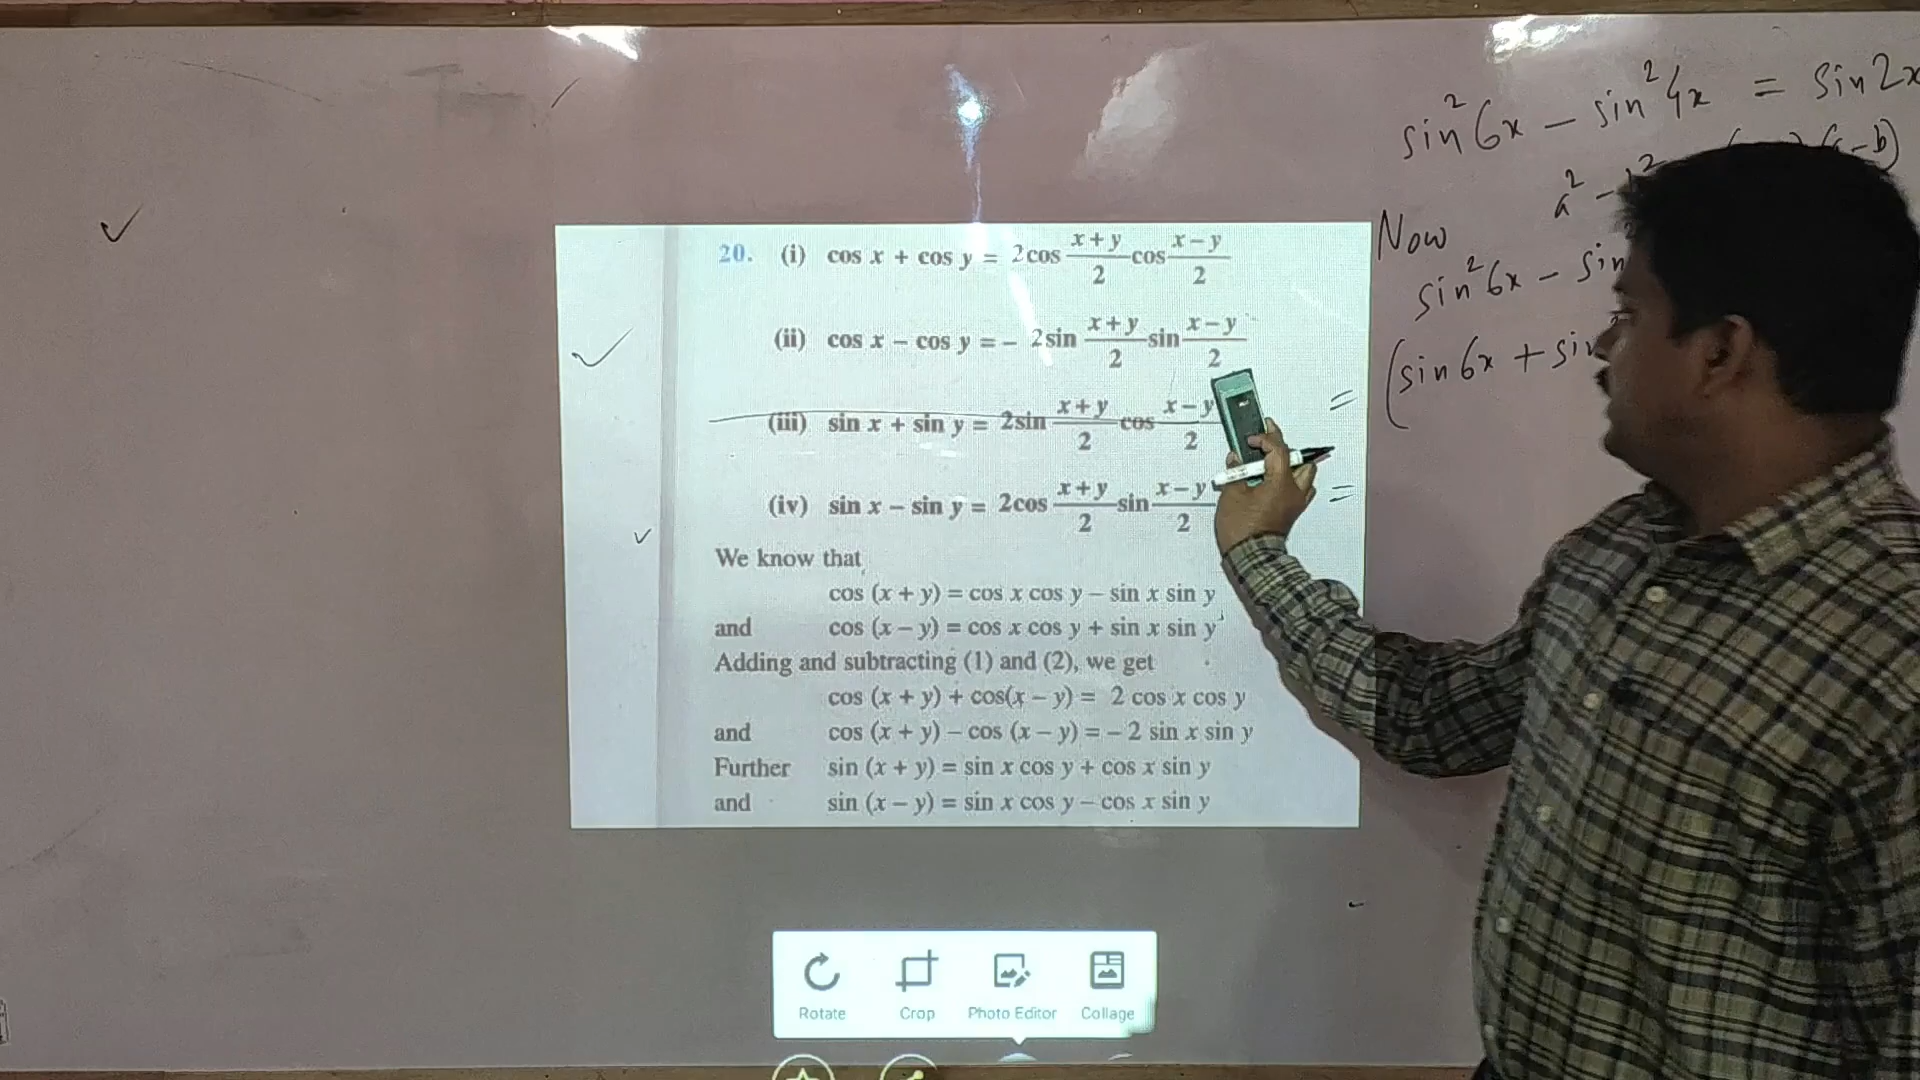 sin²6x − sin²4x = sin2x
a² − b² (a−b)
Now
sin²6x − sin
= (sin6x + sin
=
20. (i) cos x + cos y = 2cos (x+y)/2 cos (x−y)/2
(ii) cos x − cos y = − 2sin (x+y)/2 sin (x−y)/2
(iii) sin x + sin y = 2sin (x+y)/2 cos (x−y)/2
(iv) sin x − sin y = 2cos (x+y)/2 sin (x−y)/2
We know that
cos (x + y) = cos x cos y − sin x sin y
and cos (x − y) = cos x cos y + sin x sin y
Adding and subtracting (1) and (2), we get
cos (x + y) + cos(x − y) = 2 cos x cos y
and cos (x + y) − cos (x − y) = − 2 sin x sin y
Further sin (x + y) = sin x cos y + cos x sin y
and sin (x − y) = sin x cos y − cos x sin y
Rotate Crop Photo Editor Collage